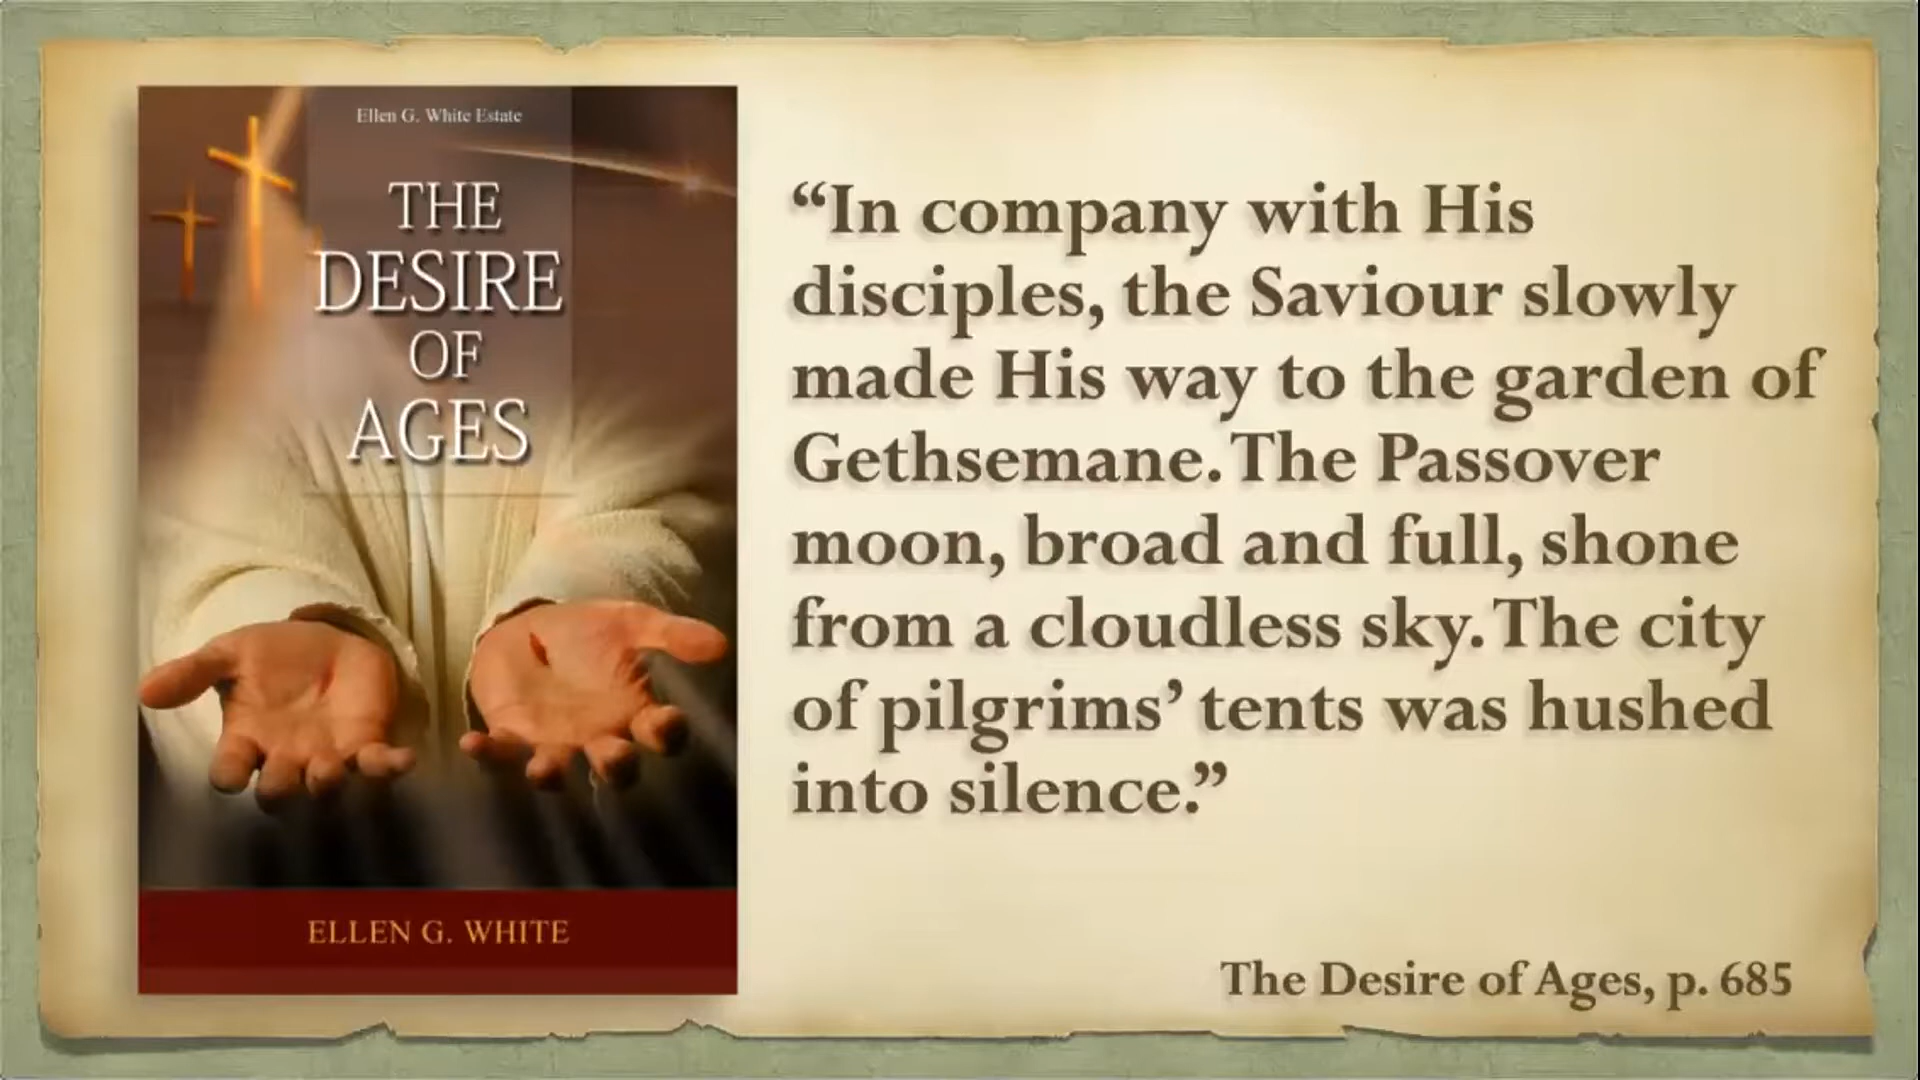 Ellen G. White Estate
THE
DESIRE
OF
AGES
ELLEN G. WHITE
“In company with His
disciples, the Saviour slowly
made His way to the garden of
Gethsemane. The Passover
moon, broad and full, shone
from a cloudless sky. The city
of pilgrims’ tents was hushed
into silence.”
The Desire of Ages, p. 685